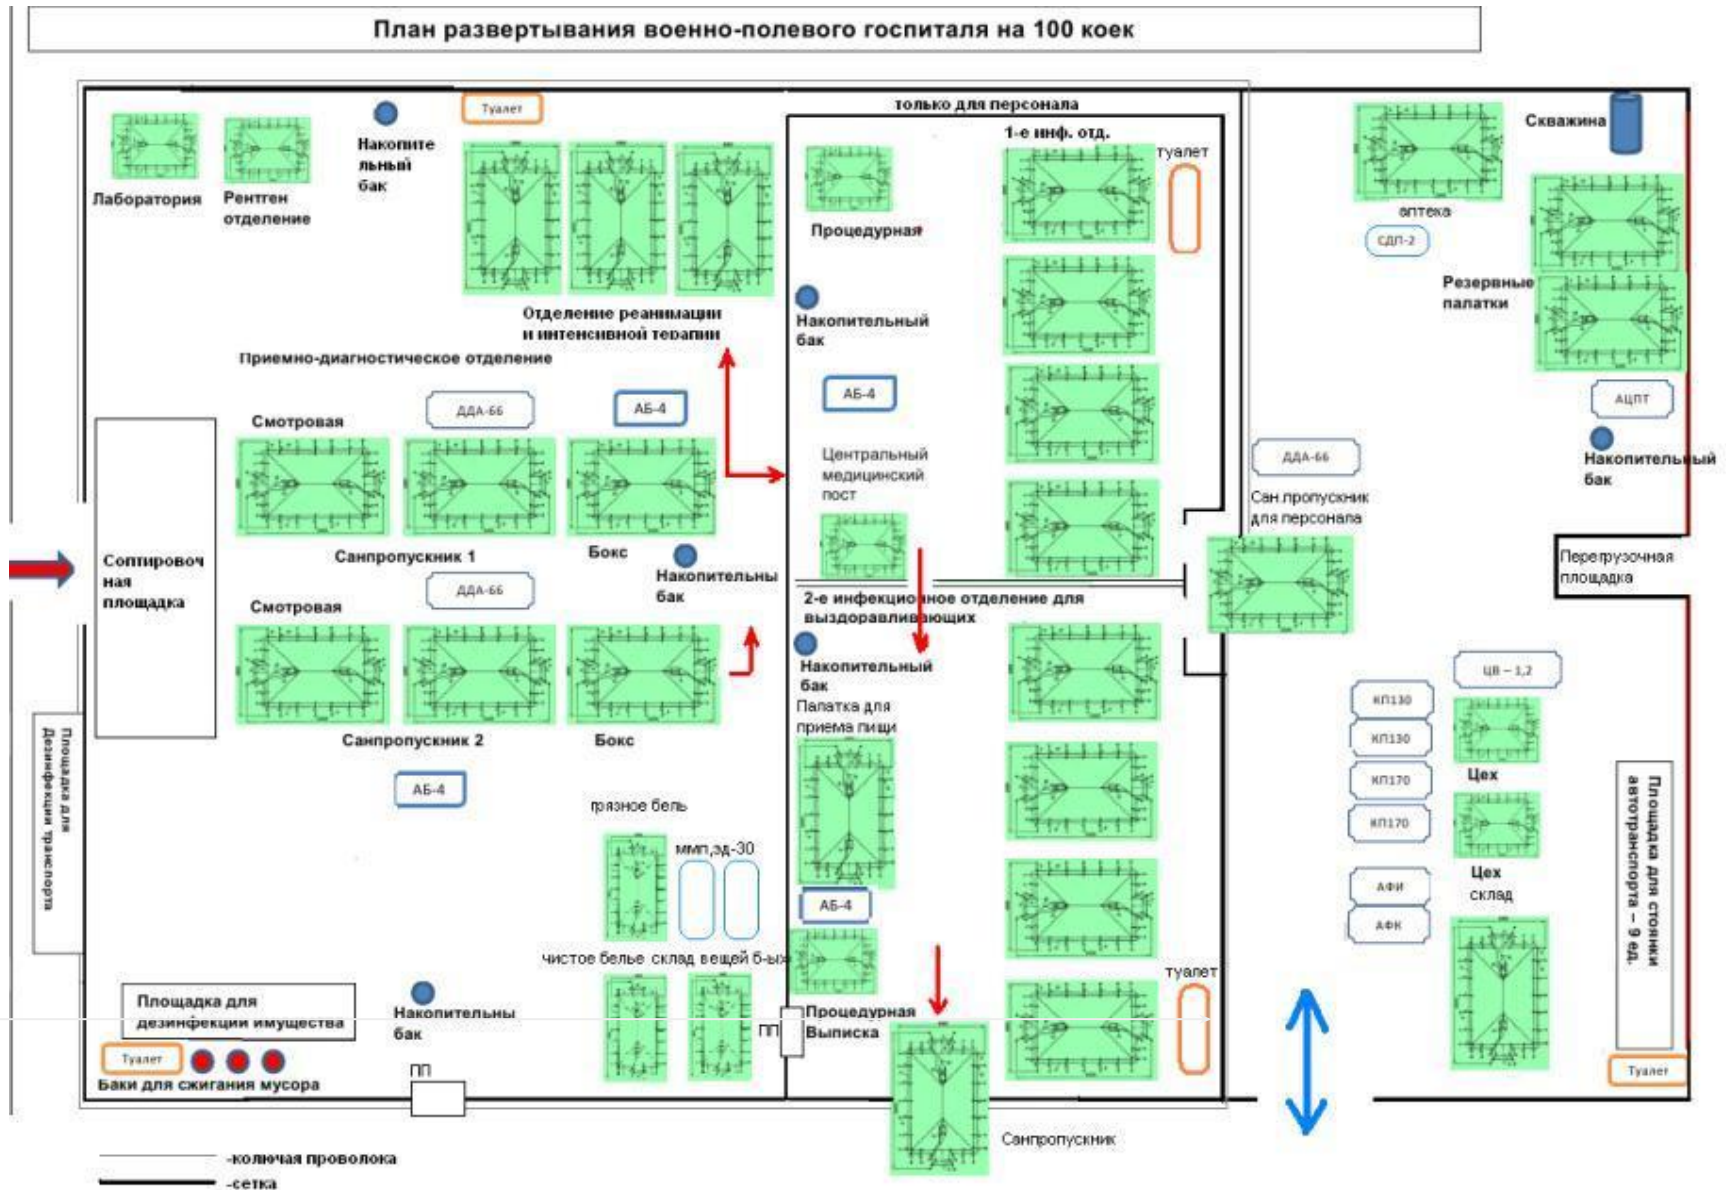 План развертывания военно-полевого госпиталя на 100 коек
только для персонала
Туалет
Накопите
льный
бак
Лаборатория
Рентген
отделение
Отделение реанимации
и интенсивной терапии
Приемно-диагностическое отделение
ДДА-66
АБ-4
Смотровая
Санпропускник 1
Бокс
Накопительны
бак
ДДА-66
Смотровая
Санпропускник 2
Бокс
АБ-4
Соптировоч
ная
площадка
Площадка для
Дезинфекции транспорта
грязное бель
ммп,эд-30
чистое белье склад вещей б-ых
Площадка для
дезинфекции имущества
Накопительны
бак
Туалет
Баки для сжигания мусора
ПП
ПП
1-е инф. отд.
туалет
Процедурная
Накопительный
бак
АБ-4
Центральный
медицинский
пост
2-е инфекционое отделение для
выздоравливающих
Накопительный
бак
Палатка для
приема пищи
АБ-4
Процедурная
Выписка
туалет
Санпропускник
Скважина
аптека
СДП-2
Резервные
палатки
АЦПТ
Накопительный
бак
ДДА-66
Сан.пропускник
для персонала
Перегрузочная
площадка
ЦВ – 1,2
КП130
КП130
КП170
КП170
Цех
Цех
склад
АФИ
АФК
Площадка для стоянки
автотранспорта – 9 ед.
Туалет
-колючая проволока
-сетка